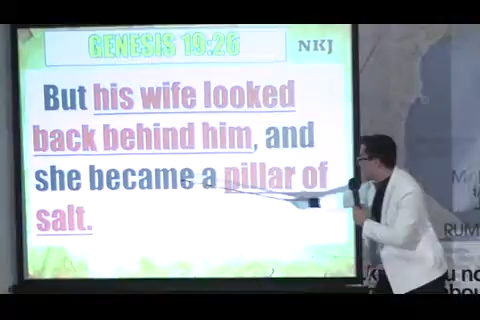 GENESIS 19:26
NKJ
But his wife looked
back behind him, and
she became a pillar of
salt.
RUM